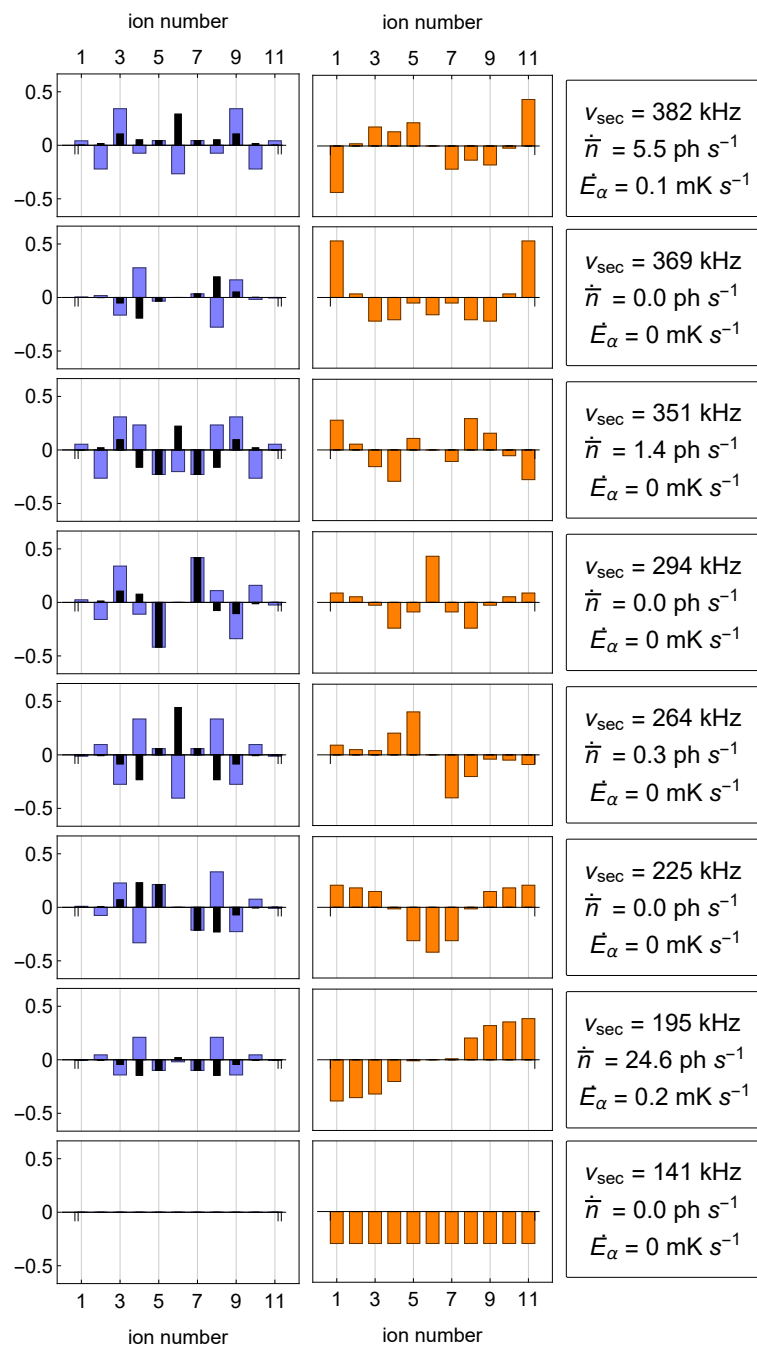 ion number ion number
1 3 5 7 9 11 1 3 5 7 9 11
0.5
0
−0.5
ν_sec = 382 kHz
n̅̇ = 5.5 ph s⁻¹
Ė_α = 0.1 mK s⁻¹
0.5
0
−0.5
ν_sec = 369 kHz
n̅̇ = 0.0 ph s⁻¹
Ė_α = 0 mK s⁻¹
0.5
0
−0.5
ν_sec = 351 kHz
n̅̇ = 1.4 ph s⁻¹
Ė_α = 0 mK s⁻¹
0.5
0
−0.5
ν_sec = 294 kHz
n̅̇ = 0.0 ph s⁻¹
Ė_α = 0 mK s⁻¹
0.5
0
−0.5
ν_sec = 264 kHz
n̅̇ = 0.3 ph s⁻¹
Ė_α = 0 mK s⁻¹
0.5
0
−0.5
ν_sec = 225 kHz
n̅̇ = 0.0 ph s⁻¹
Ė_α = 0 mK s⁻¹
0.5
0
−0.5
ν_sec = 195 kHz
n̅̇ = 24.6 ph s⁻¹
Ė_α = 0.2 mK s⁻¹
0.5
0
−0.5
ν_sec = 141 kHz
n̅̇ = 0.0 ph s⁻¹
Ė_α = 0 mK s⁻¹
1 3 5 7 9 11 1 3 5 7 9 11
ion number ion number